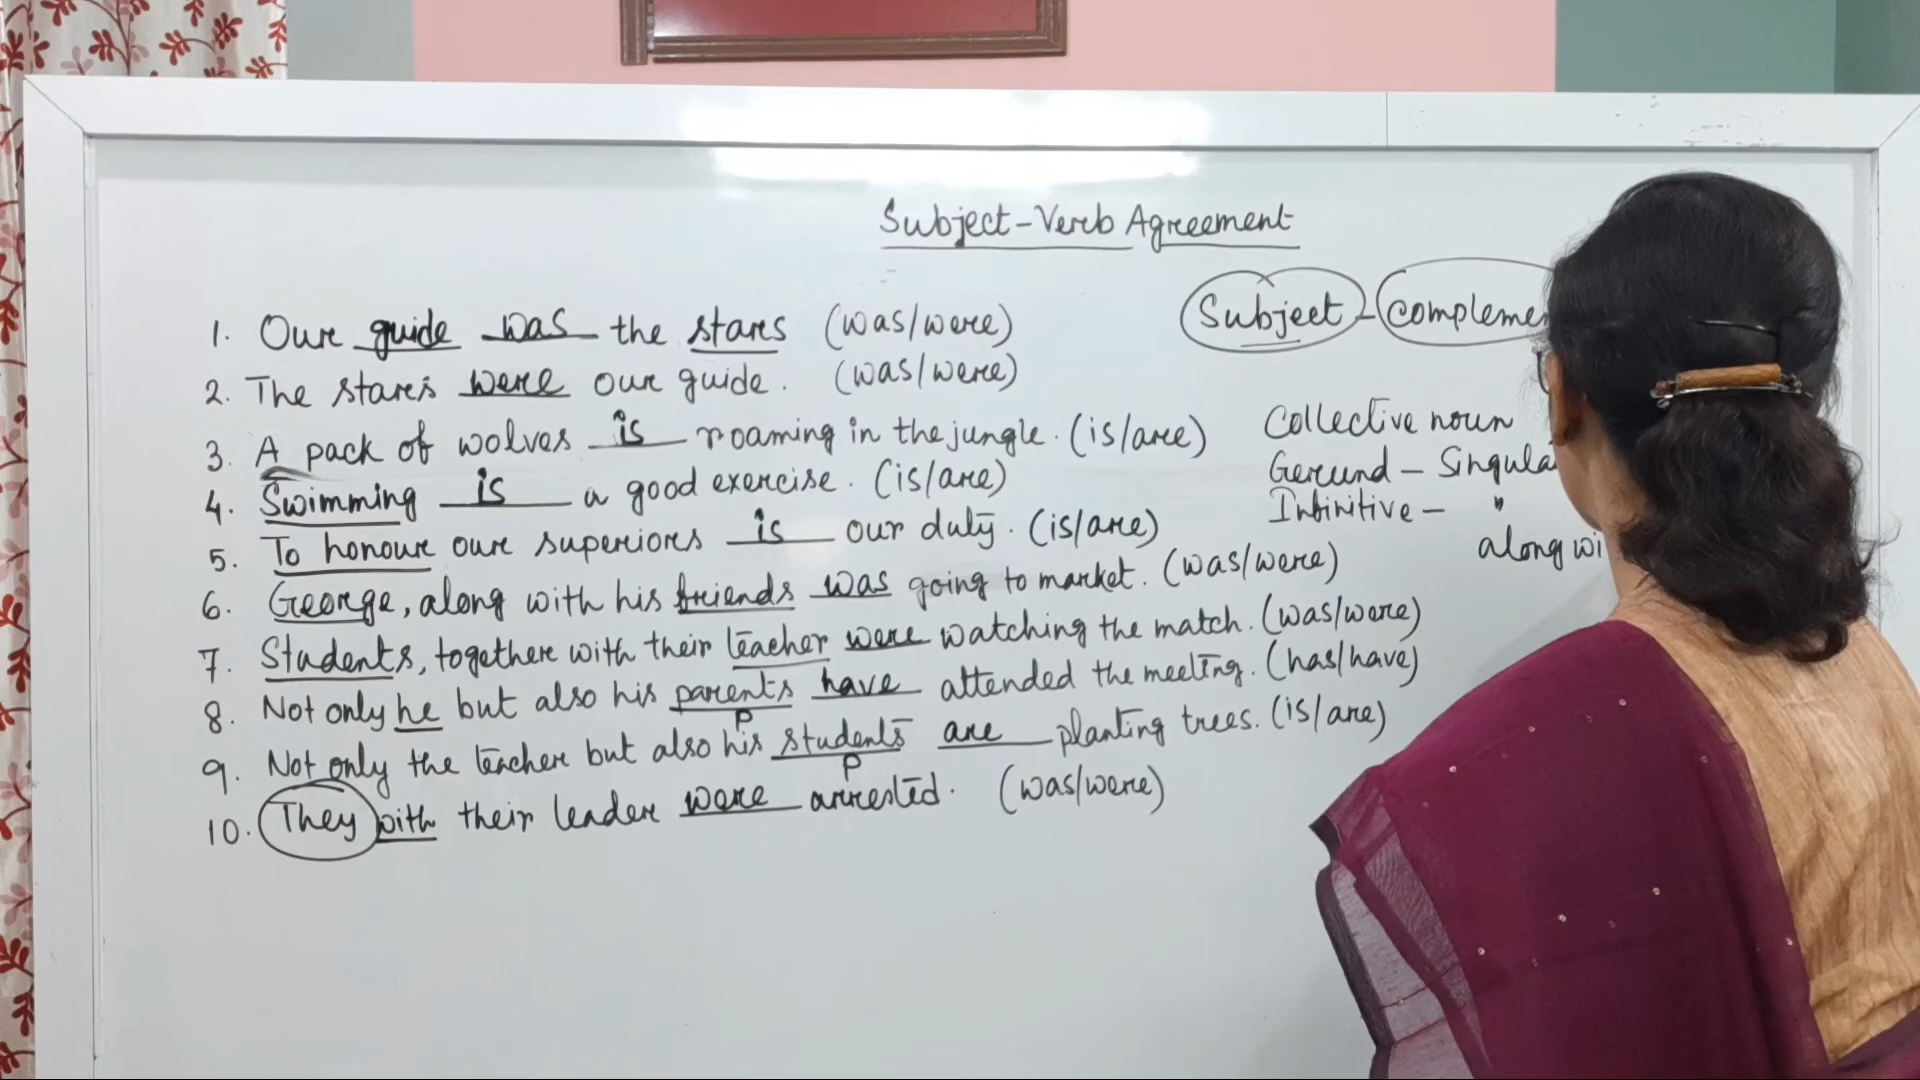 Subject-Verb Agreement
1. Our guide was the stars (was/were)
2. The stars were our guide. (was/were)
3. A pack of wolves is roaming in the jungle. (is/are)
4. Swimming is a good exercise. (is/are)
5. To honour our superiors is our duty. (is/are)
6. George, along with his friends was going to market. (was/were)
7. Students, together with their teacher were watching the match. (was/were)
8. Not only he but also his parents have attended the meeting. (has/have)
P
9. Not only the teacher but also his students are planting trees. (is/are)
P
10. They with their leader were arrested. (was/were)
Subject - compleme
Collective noun
Gerund - Singula
Infinitive - "
along wi